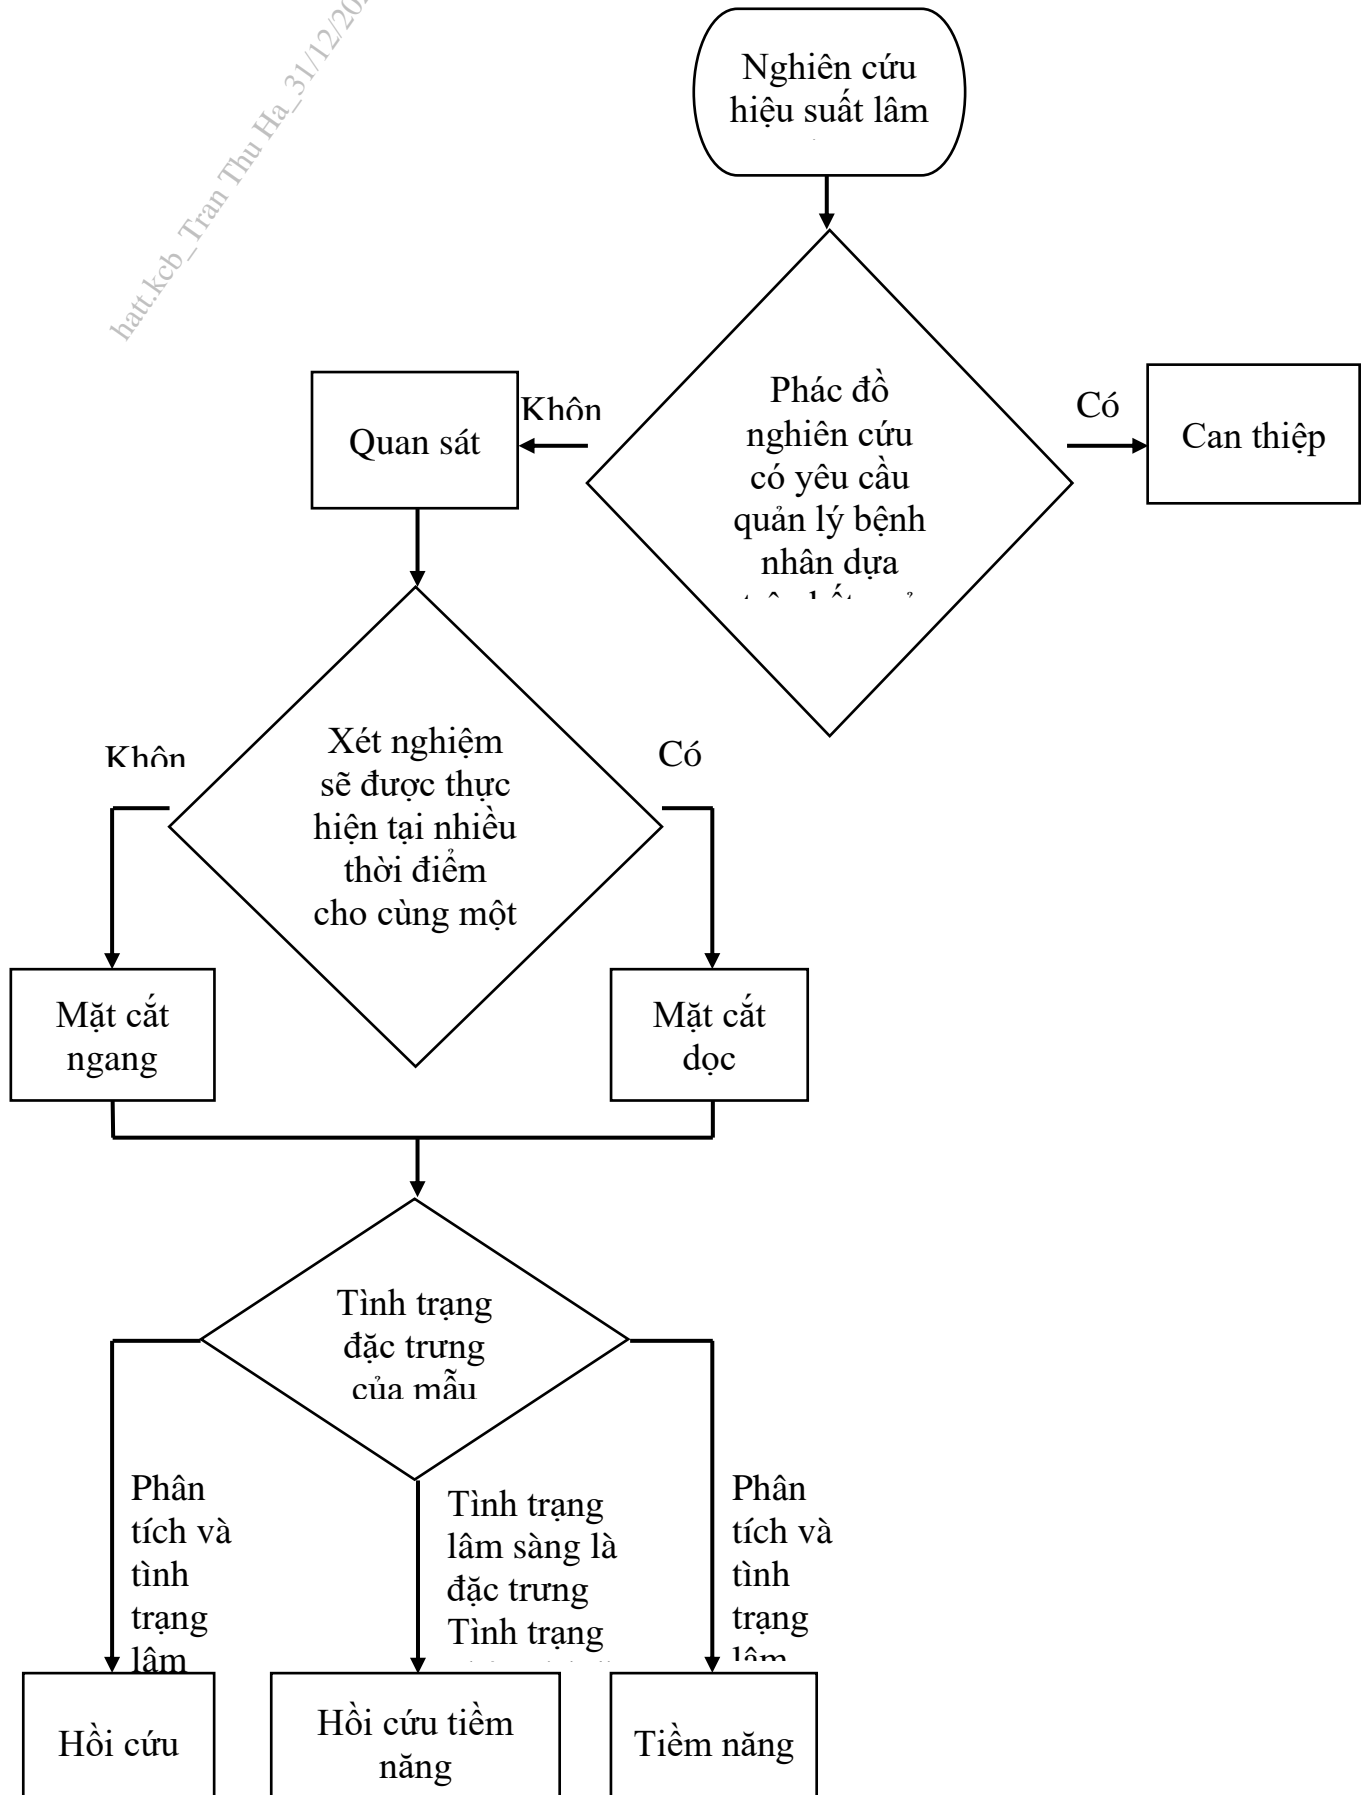 hatt.kcb_Tran Thu Ha_31/12/20
Nghiên cứu
hiệu suất lâm
Phác đồ
nghiên cứu
có yêu cầu
quản lý bệnh
nhân dựa
Khôn
Có
Quan sát
Can thiệp
Xét nghiệm
sẽ được thực
hiện tại nhiều
thời điểm
cho cùng một
Khôn
Có
Mặt cắt
ngang
Mặt cắt
dọc
Tình trạng
đặc trưng
của mẫu
Phân
tích và
tình
trạng
lâm
Tình trạng
lâm sàng là
đặc trưng
Tình trạng
Phân
tích và
tình
trạng
lâm
Hồi cứu
Hồi cứu tiềm
năng
Tiềm năng